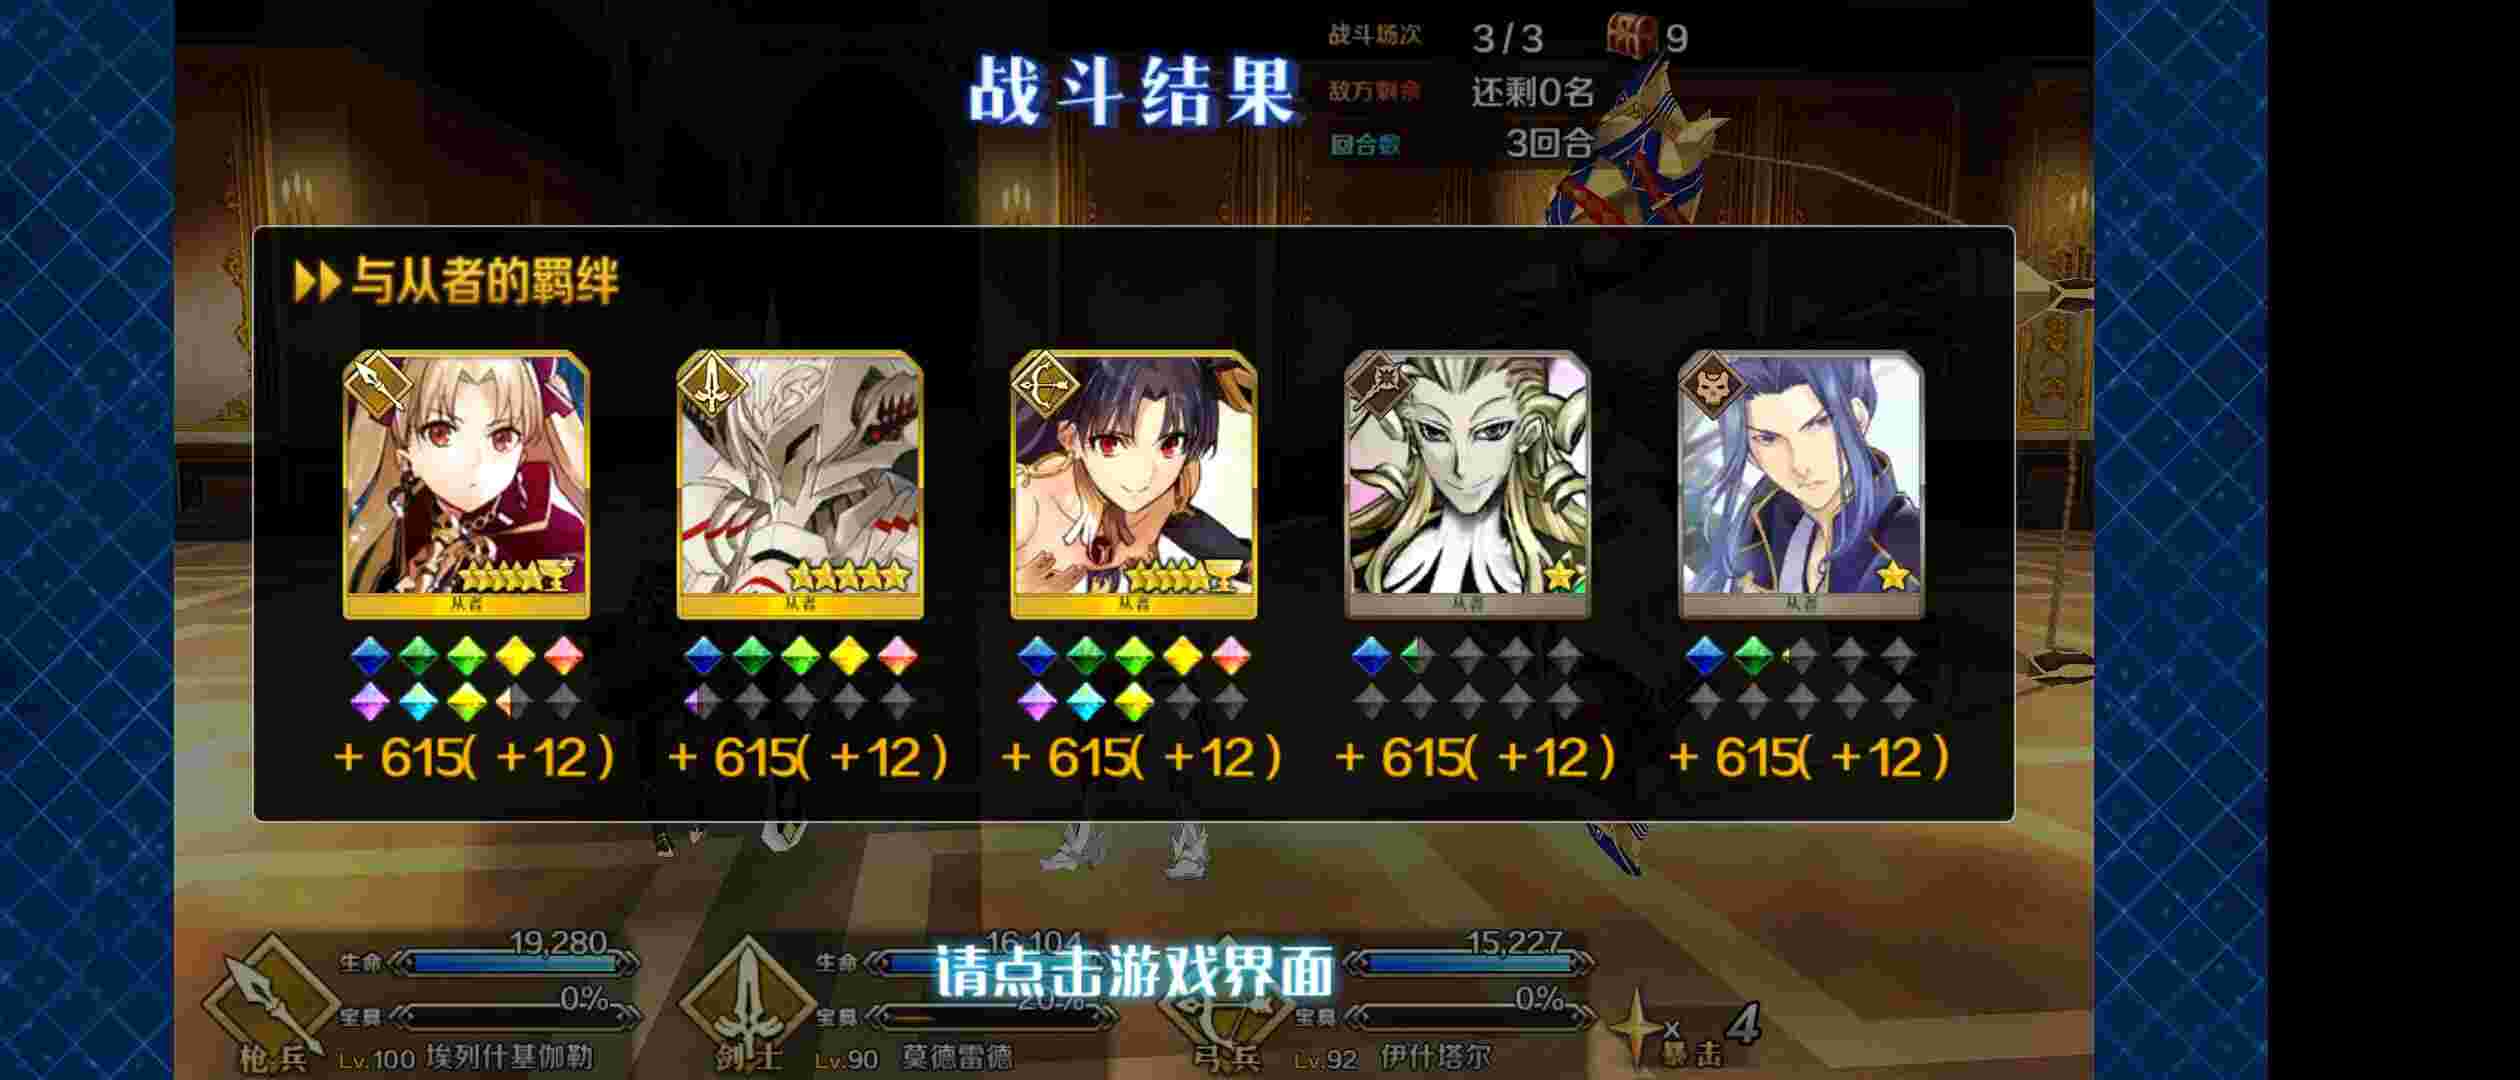 战斗场次 3/3 9
战斗结果
敌方剩余 还剩0名
回合数 3回合
与从者的羁绊
从者 从者 从者 从者 从者
+ 615( +12 ) + 615( +12 ) + 615( +12 ) + 615( +12 ) + 615( +12 )
生命 19,280 生命 16,104 15,227
请点击游戏界面
宝具 0% 宝具 20% 宝具 0%
枪兵 Lv.100 埃列什基伽勒 剑士 Lv.90 莫德雷德 弓兵 Lv.92 伊什塔尔
x 4
暴击